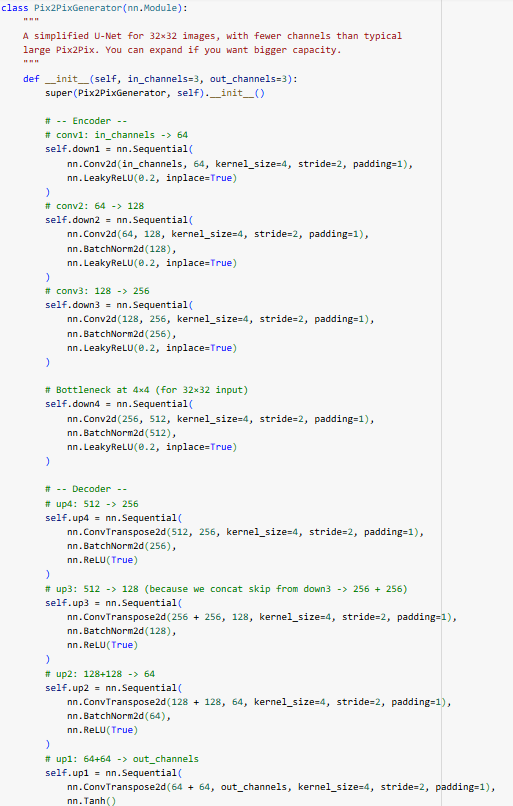 class Pix2PixGenerator(nn.Module):
    """
    A simplified U-Net for 32×32 images, with fewer channels than typical
    large Pix2Pix. You can expand if you want bigger capacity.
    """
    def __init__(self, in_channels=3, out_channels=3):
        super(Pix2PixGenerator, self).__init__()

        # -- Encoder --
        # conv1: in_channels -> 64
        self.down1 = nn.Sequential(
            nn.Conv2d(in_channels, 64, kernel_size=4, stride=2, padding=1),
            nn.LeakyReLU(0.2, inplace=True)
        )
        # conv2: 64 -> 128
        self.down2 = nn.Sequential(
            nn.Conv2d(64, 128, kernel_size=4, stride=2, padding=1),
            nn.BatchNorm2d(128),
            nn.LeakyReLU(0.2, inplace=True)
        )
        # conv3: 128 -> 256
        self.down3 = nn.Sequential(
            nn.Conv2d(128, 256, kernel_size=4, stride=2, padding=1),
            nn.BatchNorm2d(256),
            nn.LeakyReLU(0.2, inplace=True)
        )

        # Bottleneck at 4×4 (for 32×32 input)
        self.down4 = nn.Sequential(
            nn.Conv2d(256, 512, kernel_size=4, stride=2, padding=1),
            nn.BatchNorm2d(512),
            nn.LeakyReLU(0.2, inplace=True)
        )

        # -- Decoder --
        # up4: 512 -> 256
        self.up4 = nn.Sequential(
            nn.ConvTranspose2d(512, 256, kernel_size=4, stride=2, padding=1),
            nn.BatchNorm2d(256),
            nn.ReLU(True)
        )
        # up3: 512 -> 128 (because we concat skip from down3 -> 256 + 256)
        self.up3 = nn.Sequential(
            nn.ConvTranspose2d(256 + 256, 128, kernel_size=4, stride=2, padding=1),
            nn.BatchNorm2d(128),
            nn.ReLU(True)
        )
        # up2: 128+128 -> 64
        self.up2 = nn.Sequential(
            nn.ConvTranspose2d(128 + 128, 64, kernel_size=4, stride=2, padding=1),
            nn.BatchNorm2d(64),
            nn.ReLU(True)
        )
        # up1: 64+64 -> out_channels
        self.up1 = nn.Sequential(
            nn.ConvTranspose2d(64 + 64, out_channels, kernel_size=4, stride=2, padding=1),
            nn.Tanh()